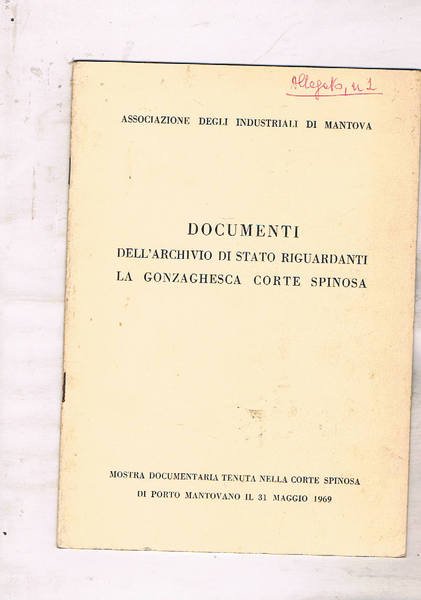 Allegato, n 1
ASSOCIAZIONE DEGLI INDUSTRIALI DI MANTOVA
DOCUMENTI
DELL'ARCHIVIO DI STATO RIGUARDANTI
LA GONZAGHESCA CORTE SPINOSA
MOSTRA DOCUMENTARIA TENUTA NELLA CORTE SPINOSA
DI PORTO MANTOVANO IL 31 MAGGIO 1969